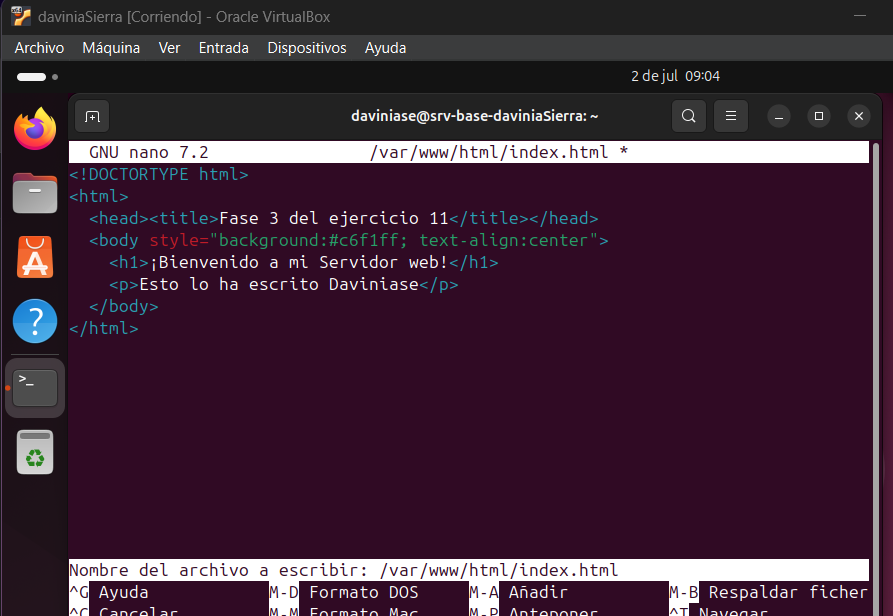 daviniaSierra [Corriendo] - Oracle VirtualBox
Archivo Máquina Ver Entrada Dispositivos Ayuda
2 de jul 09:04
daviniase@srv-base-daviniaSierra: ~
GNU nano 7.2 /var/www/html/index.html *
<!DOCTORTYPE html>
<html>
<head><title>Fase 3 del ejercicio 11</title></head>
<body style="background:#c6f1ff; text-align:center">
<h1>¡Bienvenido a mi Servidor web!</h1>
<p>Esto lo ha escrito Daviniase</p>
</body>
</html>
Nombre del archivo a escribir: /var/www/html/index.html
^G Ayuda M-D Formato DOS M-A Añadir M-B Respaldar ficher
^C Cancelar M-M Formato Mac M-P Anteponer ^T Navegar